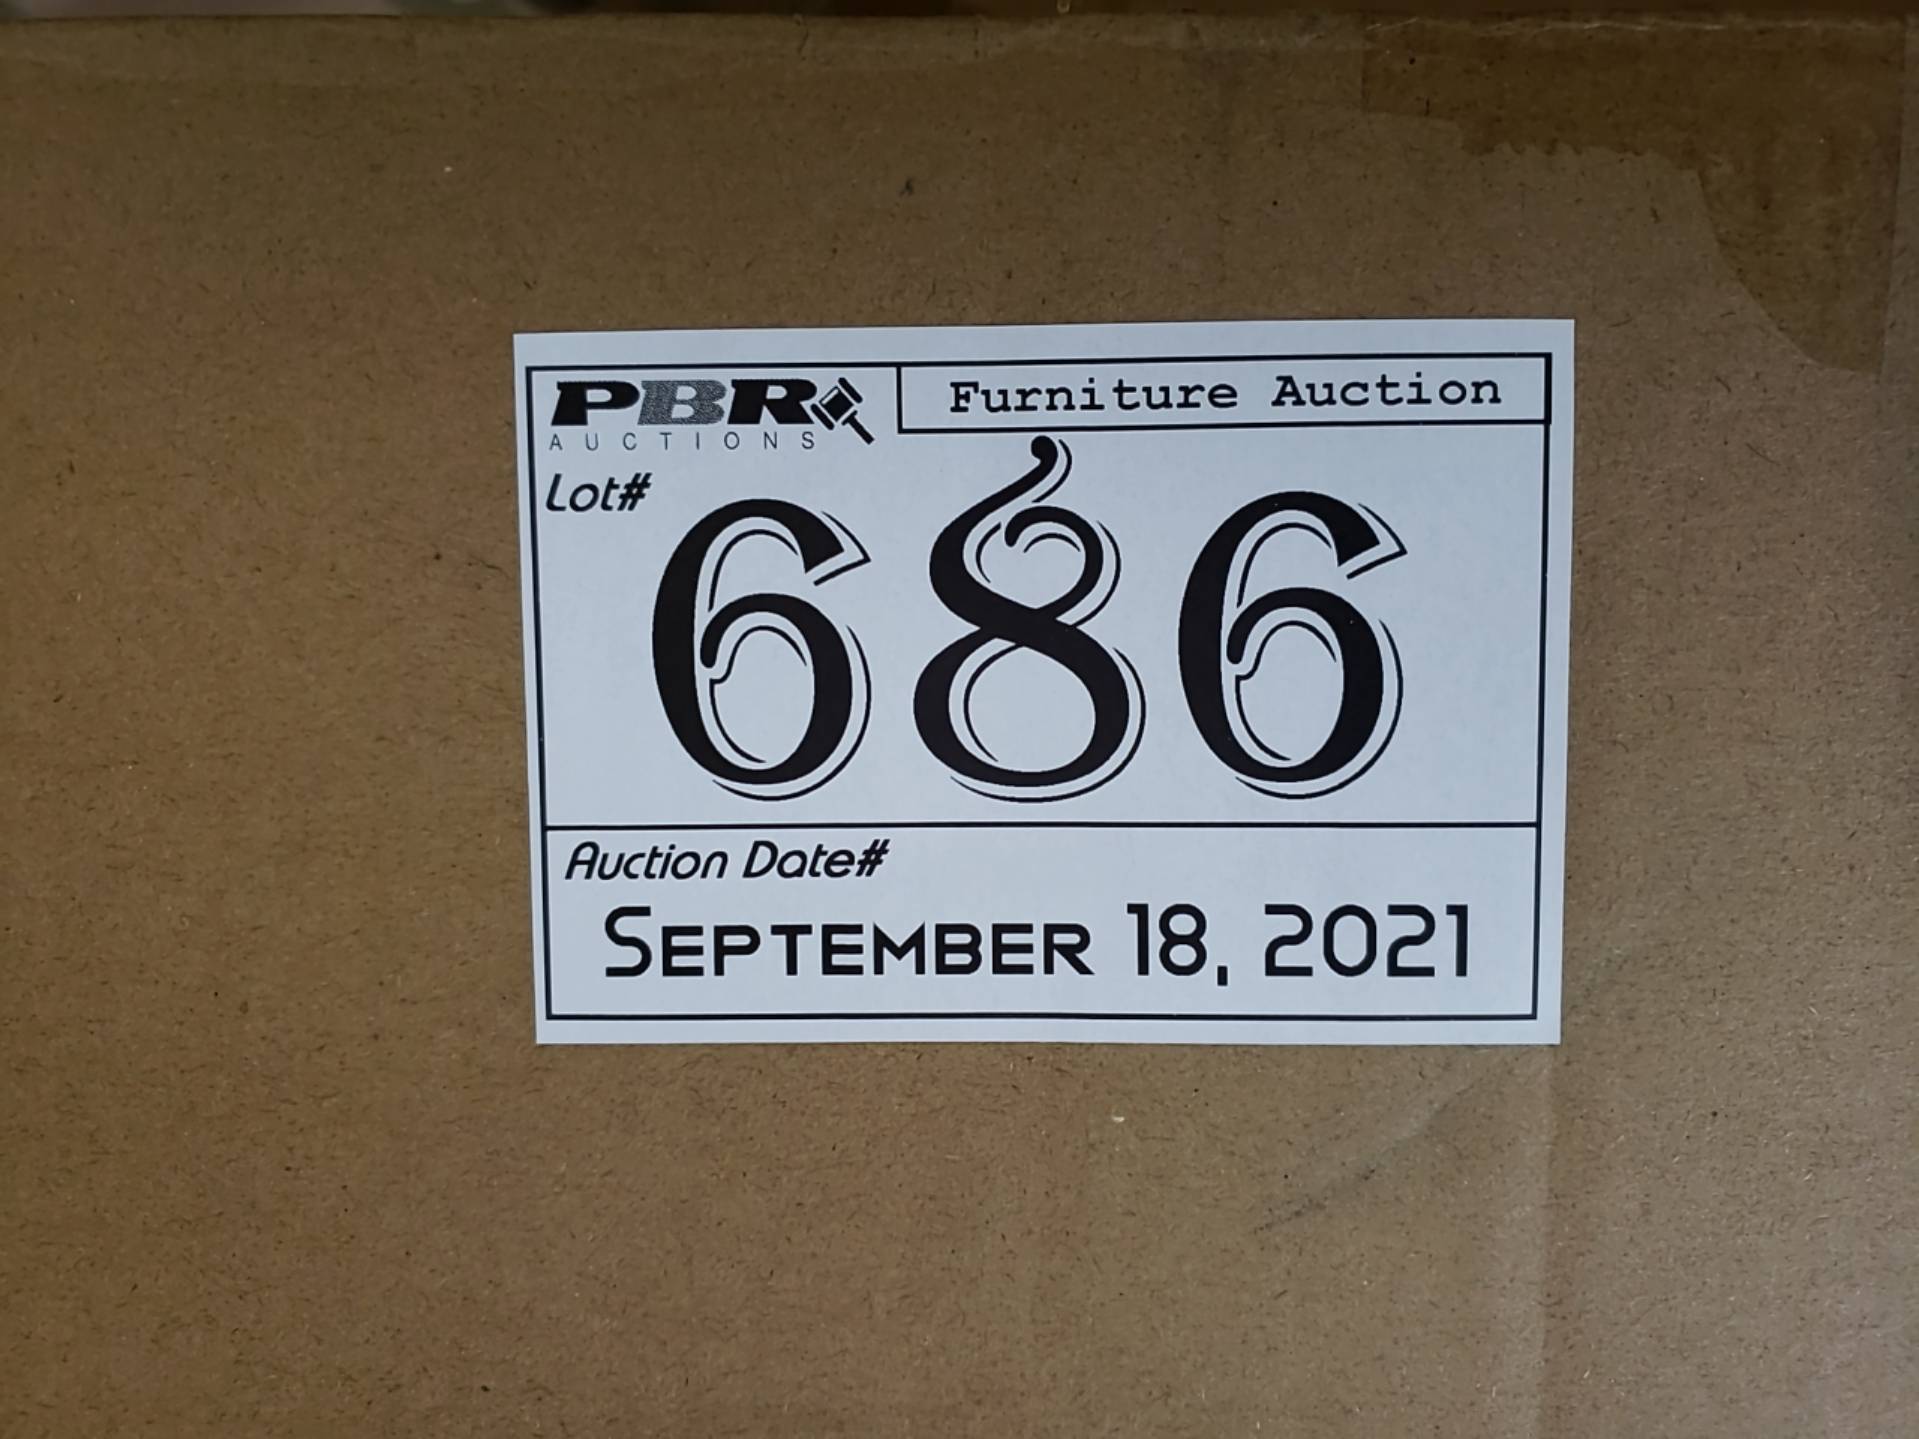 PBR
AUCTIONS
Furniture Auction
Lot#
686
Auction Date#
September 18, 2021